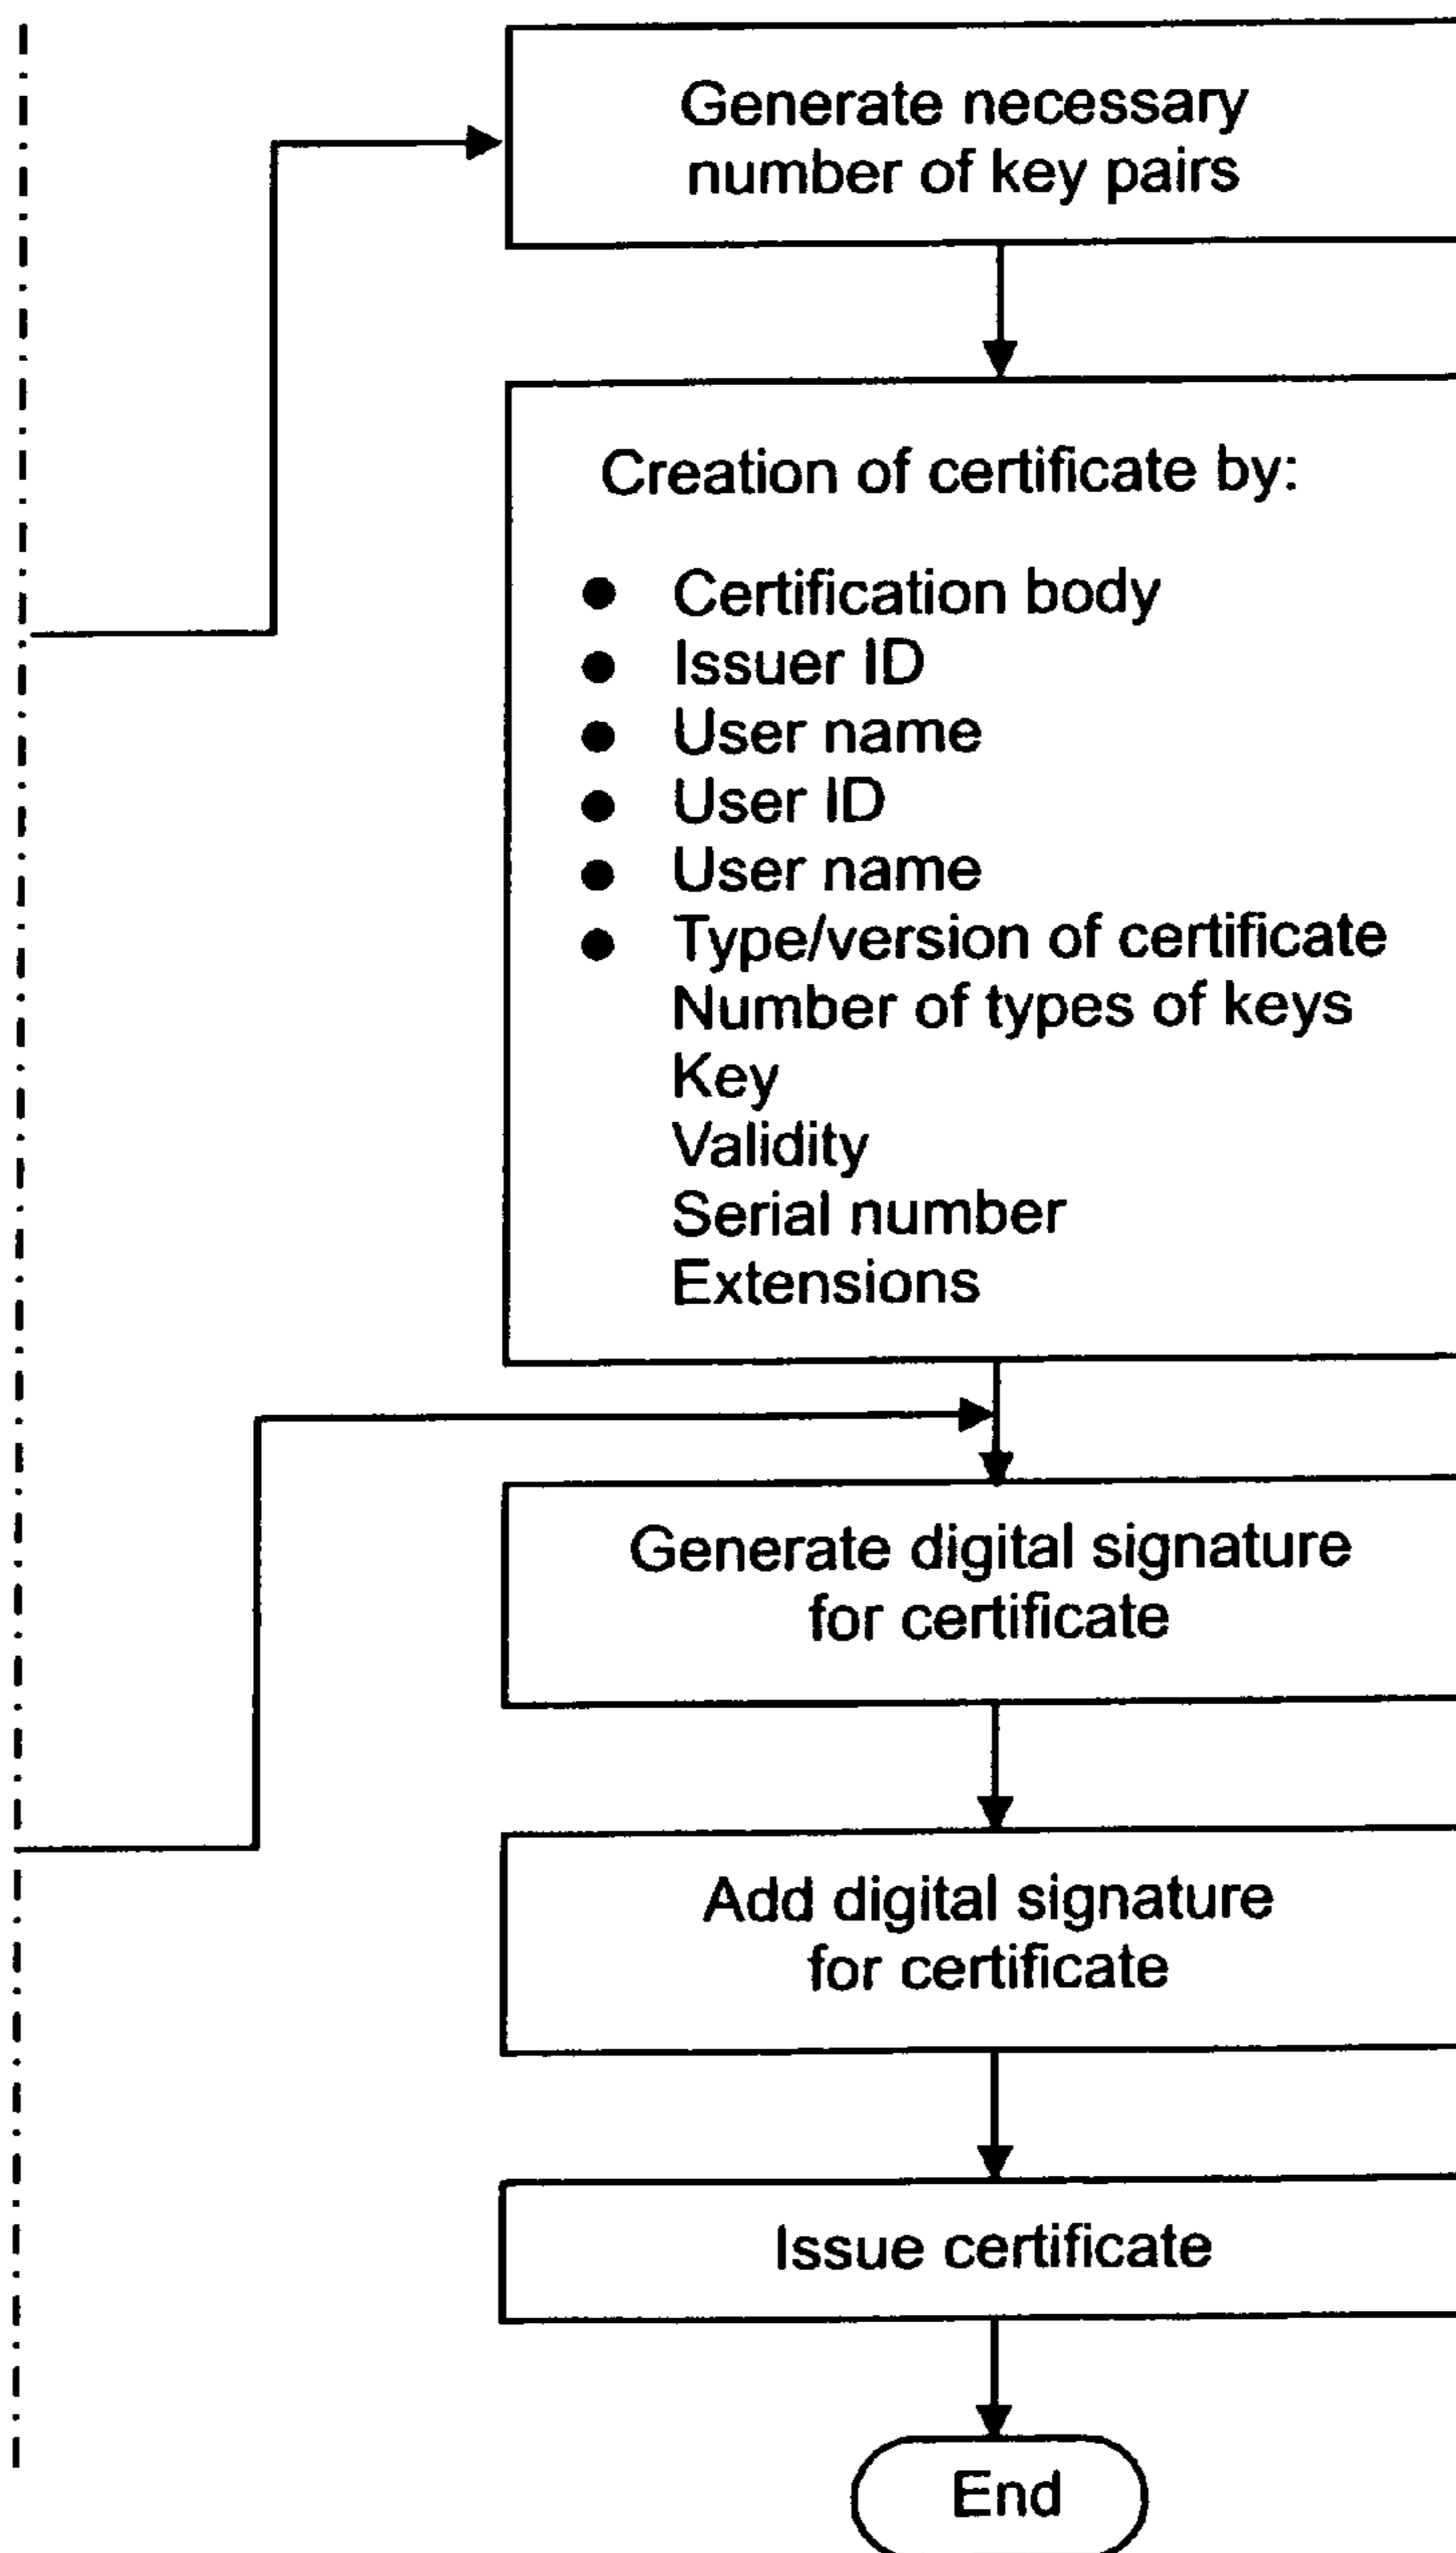 Generate necessary
number of key pairs
Creation of certificate by:
● Certification body
● Issuer ID
● User name
● User ID
● User name
● Type/version of certificate
Number of types of keys
Key
Validity
Serial number
Extensions
Generate digital signature
for certificate
Add digital signature
for certificate
Issue certificate
End